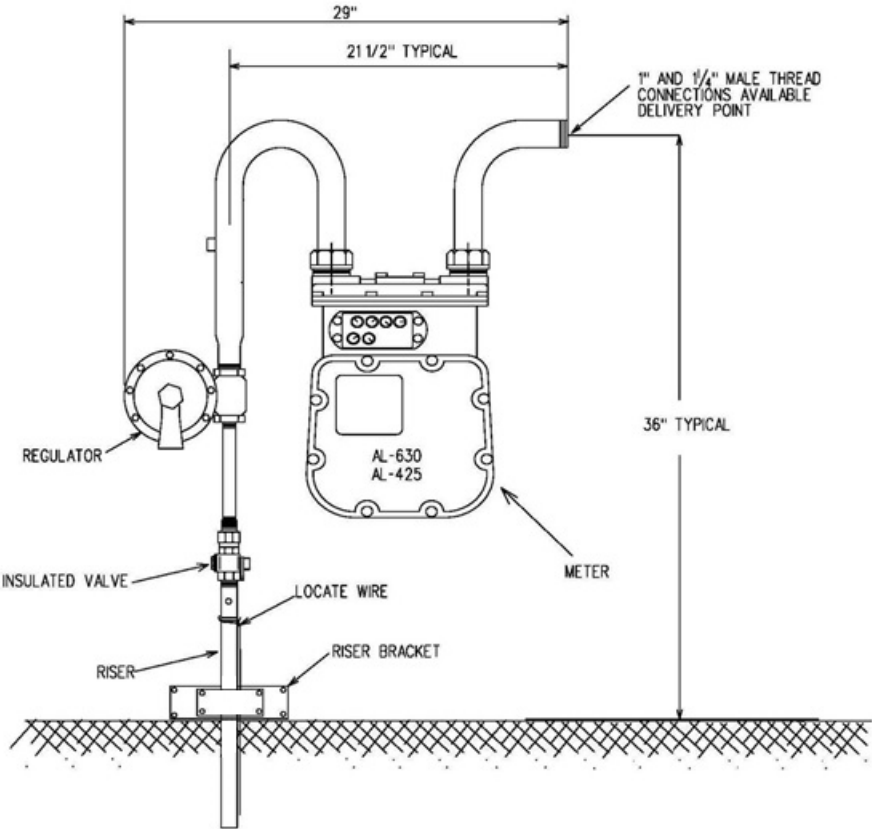 29"
21 1/2" TYPICAL
1" AND 1 1/4" MALE THREAD
CONNECTIONS AVAILABLE
DELIVERY POINT
36" TYPICAL
REGULATOR
AL-630
AL-425
METER
INSULATED VALVE
LOCATE WIRE
RISER BRACKET
RISER